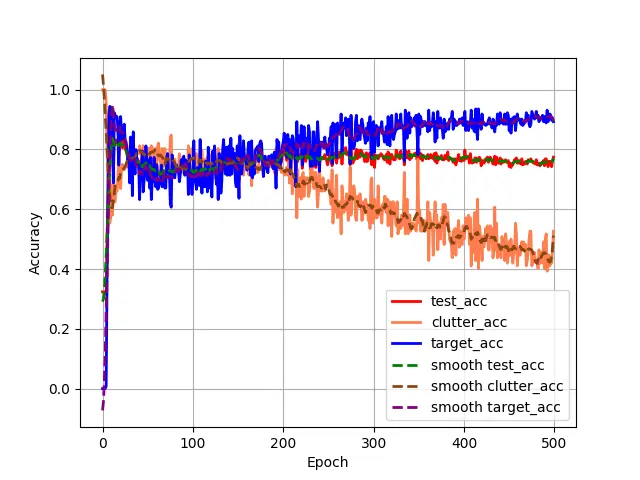 1.0
0.8
0.6
0.4
0.2
0.0
Accuracy
0 100 200 300 400 500
Epoch
test_acc
clutter_acc
target_acc
smooth test_acc
smooth clutter_acc
smooth target_acc